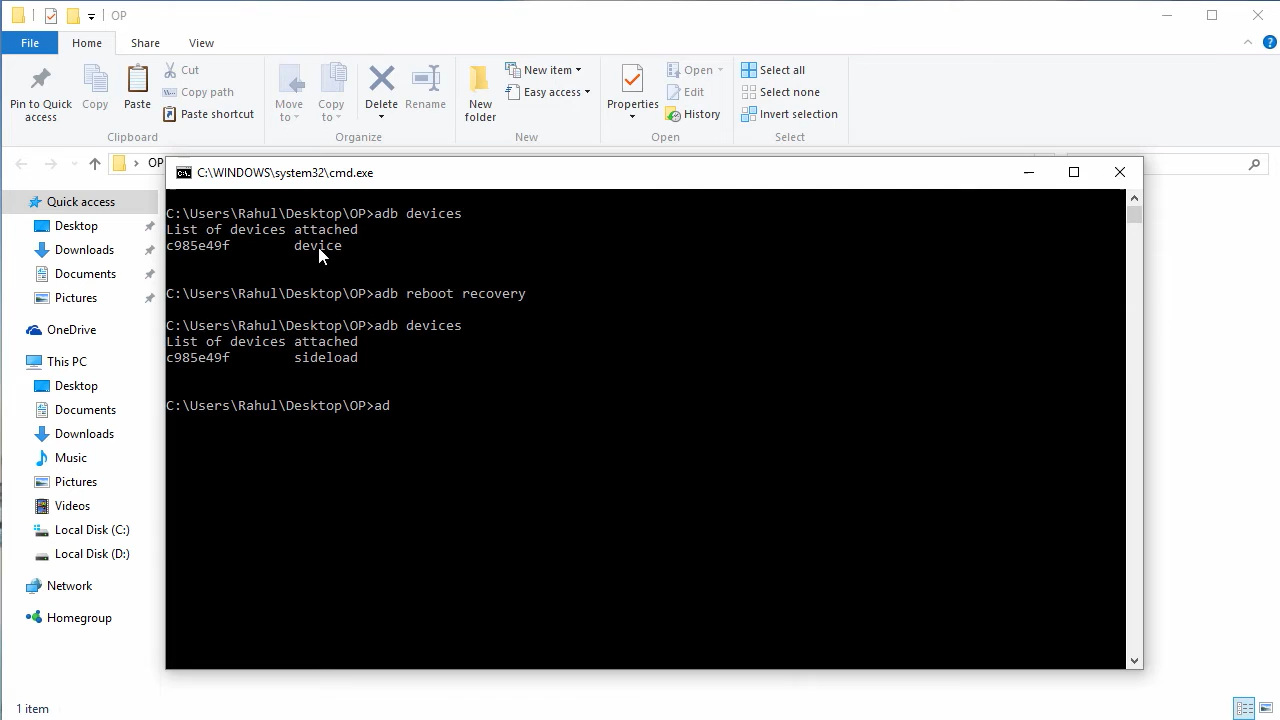 OP
File Home Share View
Pin to Quick access
Copy
Paste
Cut
Copy path
Paste shortcut
Clipboard
Move to
Copy to
Delete
Rename
Organize
New folder
New item
Easy access
New
Properties
Open
Edit
History
Open
Select all
Select none
Invert selection
Select
OP
C:\WINDOWS\system32\cmd.exe
Quick access
Desktop
Downloads
Documents
Pictures
OneDrive
This PC
Desktop
Documents
Downloads
Music
Pictures
Videos
Local Disk (C:)
Local Disk (D:)
Network
Homegroup
C:\Users\Rahul\Desktop\OP>adb devices
List of devices attached
c985e49f device
C:\Users\Rahul\Desktop\OP>adb reboot recovery
C:\Users\Rahul\Desktop\OP>adb devices
List of devices attached
c985e49f sideload
C:\Users\Rahul\Desktop\OP>ad
1 item